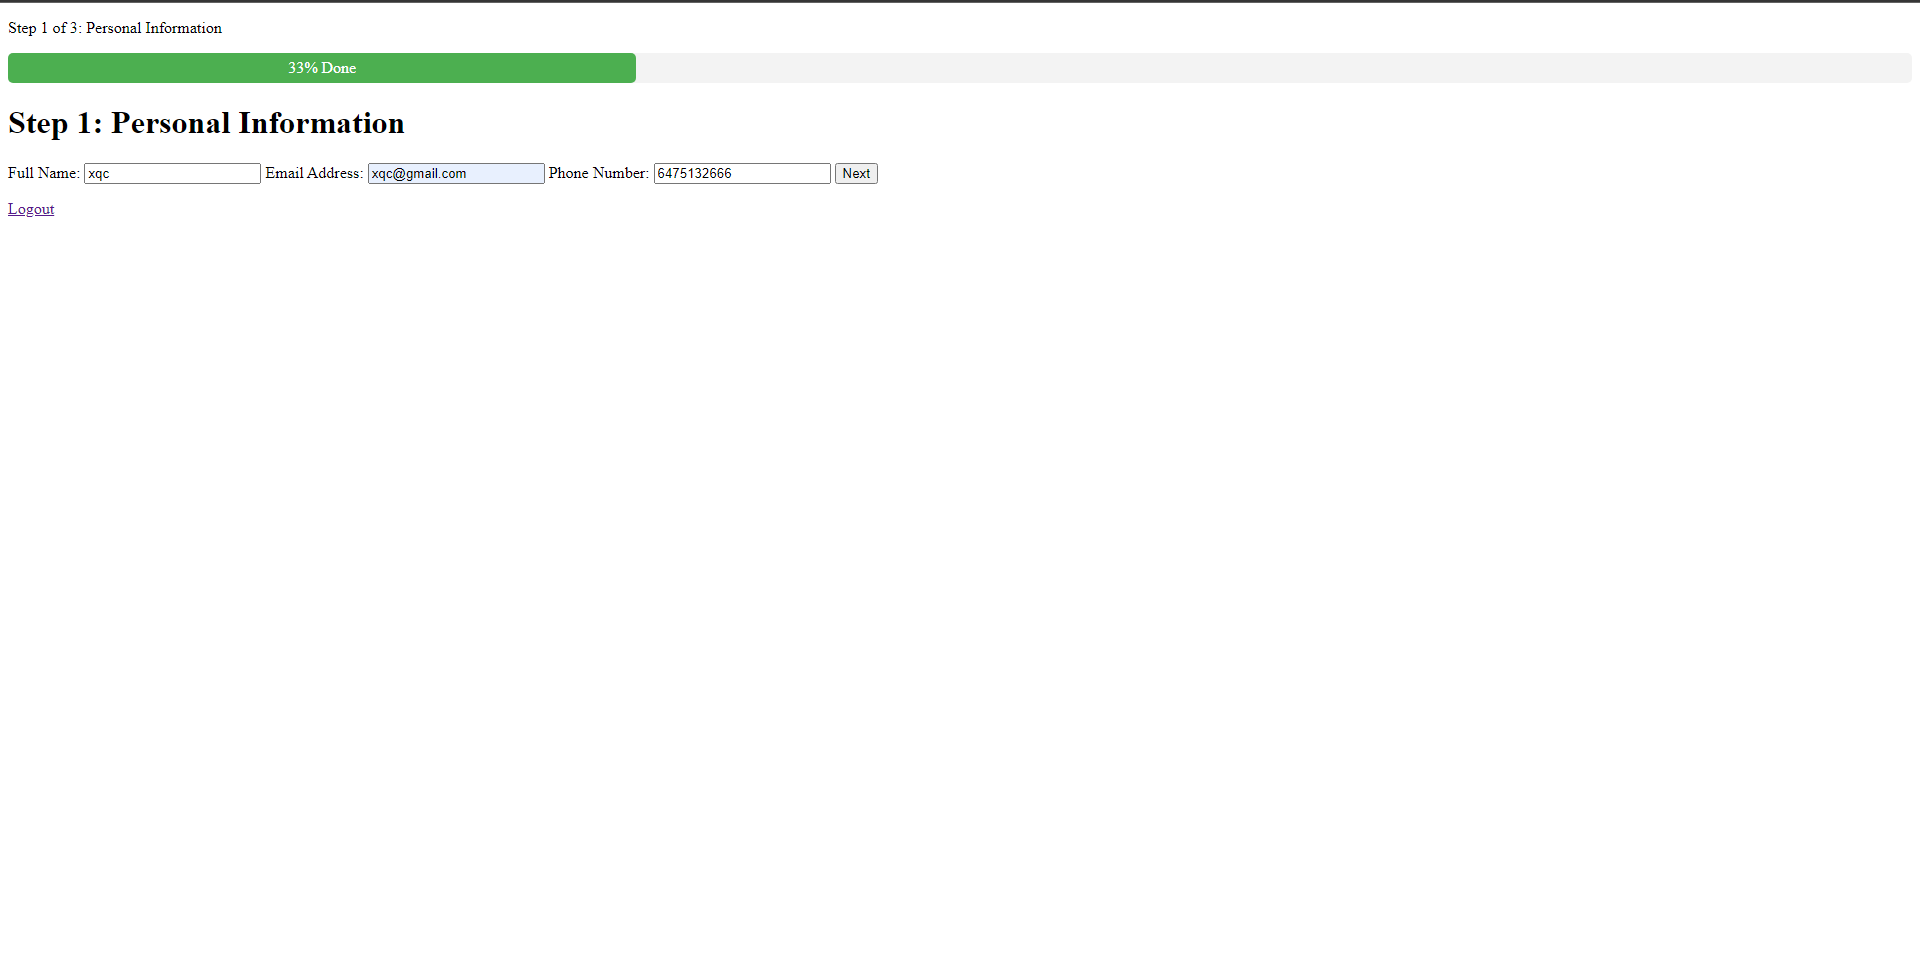 Step 1 of 3: Personal Information
33% Done
Step 1: Personal Information
Full Name: xqc Email Address: xqc@gmail.com Phone Number: 6475132666 Next
Logout